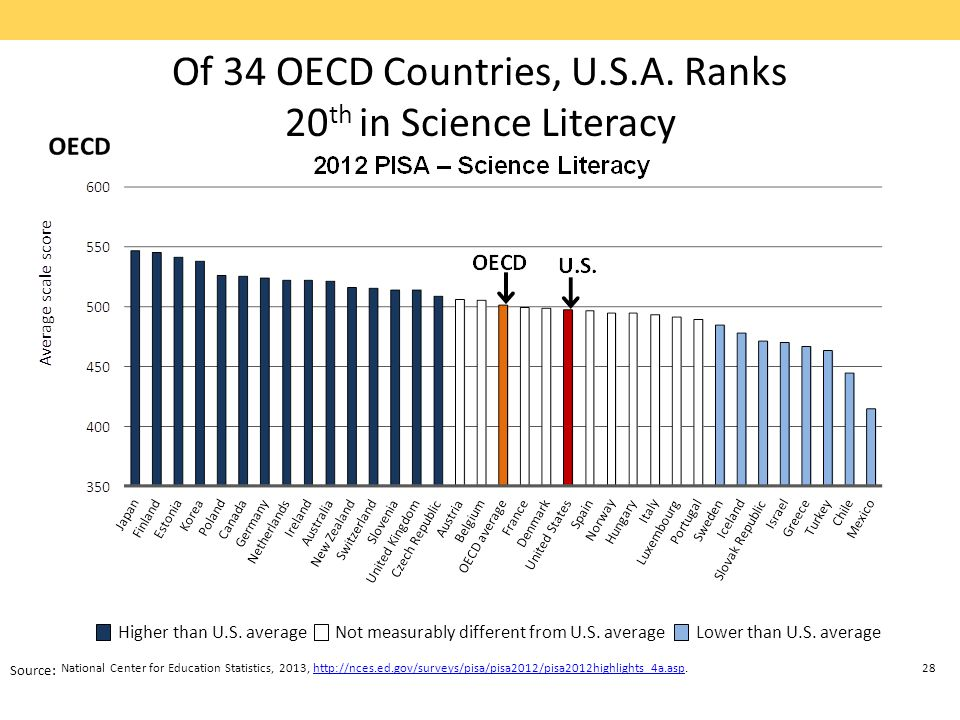 Of 34 OECD Countries, U.S.A. Ranks
20th in Science Literacy
OECD
2012 PISA – Science Literacy
Average scale score
600
550
500
450
400
350
OECD
U.S.
Japan
Finland
Estonia
Korea
Poland
Canada
Germany
Netherlands
Ireland
Australia
New Zealand
Switzerland
Slovenia
United Kingdom
Czech Republic
Austria
Belgium
OECD average
France
Denmark
United States
Spain
Norway
Hungary
Italy
Luxembourg
Portugal
Sweden
Iceland
Slovak Republic
Israel
Greece
Turkey
Chile
Mexico
Higher than U.S. average Not measurably different from U.S. average Lower than U.S. average
Source: National Center for Education Statistics, 2013, http://nces.ed.gov/surveys/pisa/pisa2012/pisa2012highlights_4a.asp. 28